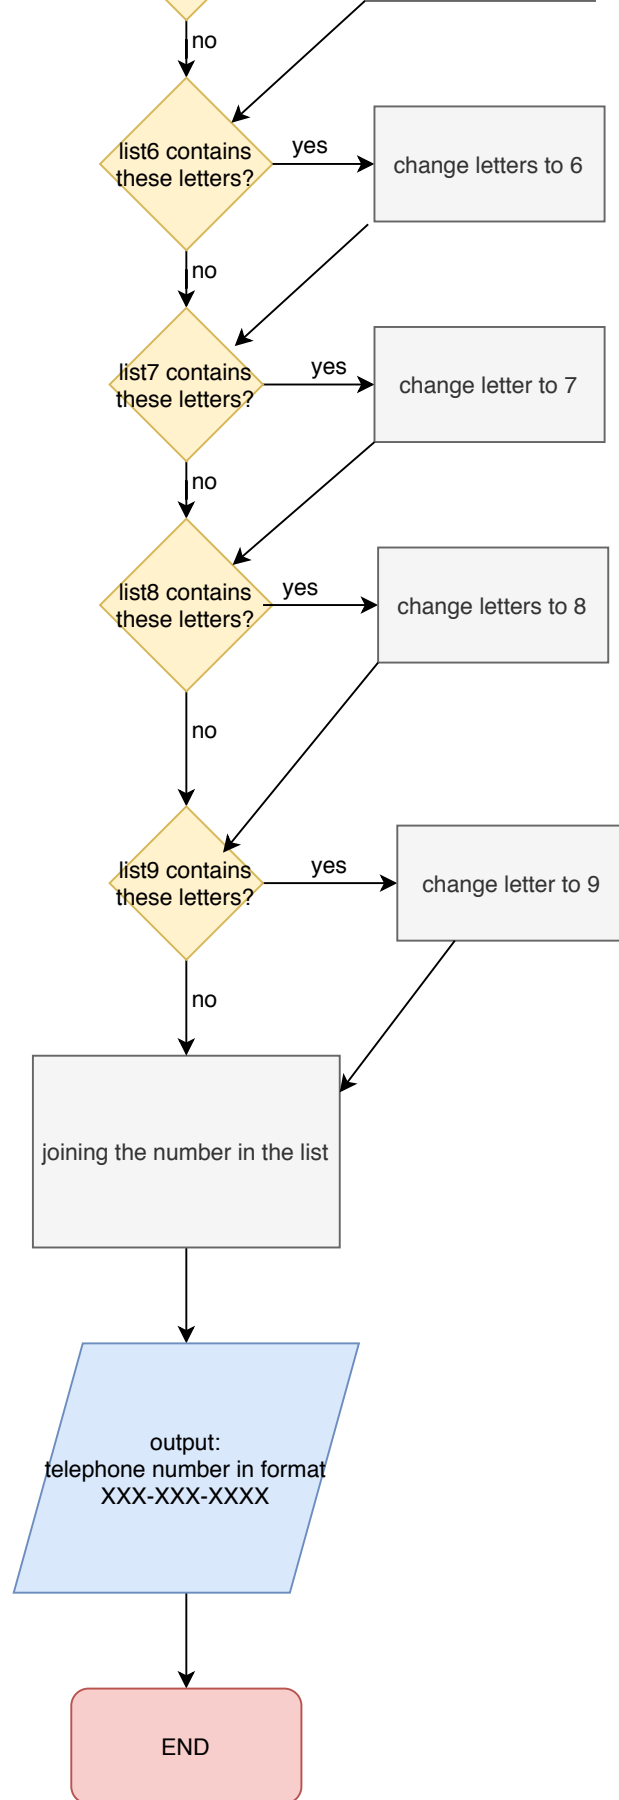 no
list6 contains
these letters?
yes
change letters to 6
no
list7 contains
these letters?
yes
change letter to 7
no
list8 contains
these letters?
yes
change letters to 8
no
list9 contains
these letters?
yes
change letter to 9
no
joining the number in the list
output:
telephone number in format
XXX-XXX-XXXX
END